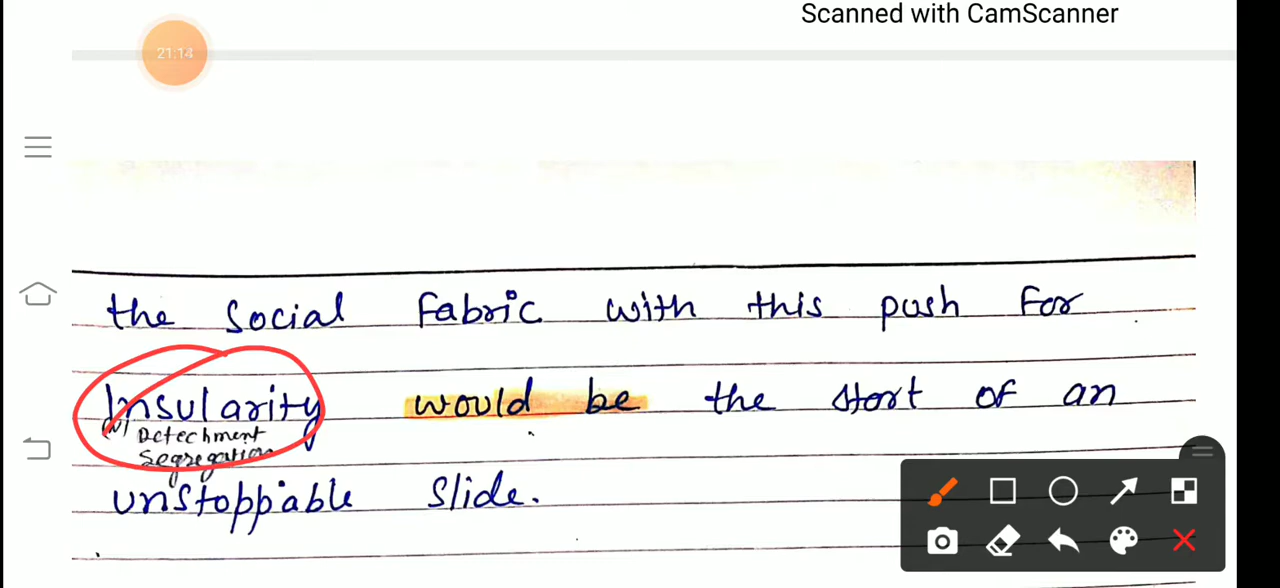 Scanned with CamScanner
21:14
the social fabric with this push for
Insularity would be the start of an
(N) Detechment
Segregation
unstoppable slide.